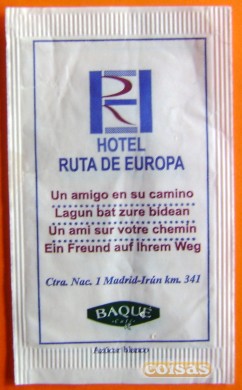 HOTEL
RUTA DE EUROPA
Un amigo en su camino
Lagun bat zure bidean
Un ami sur votre chemin
Ein Freund auf Ihrem Weg
Ctra. Nac. 1 Madrid-Irún km. 341
BAQUÉ
Azúcar blanco
coisas